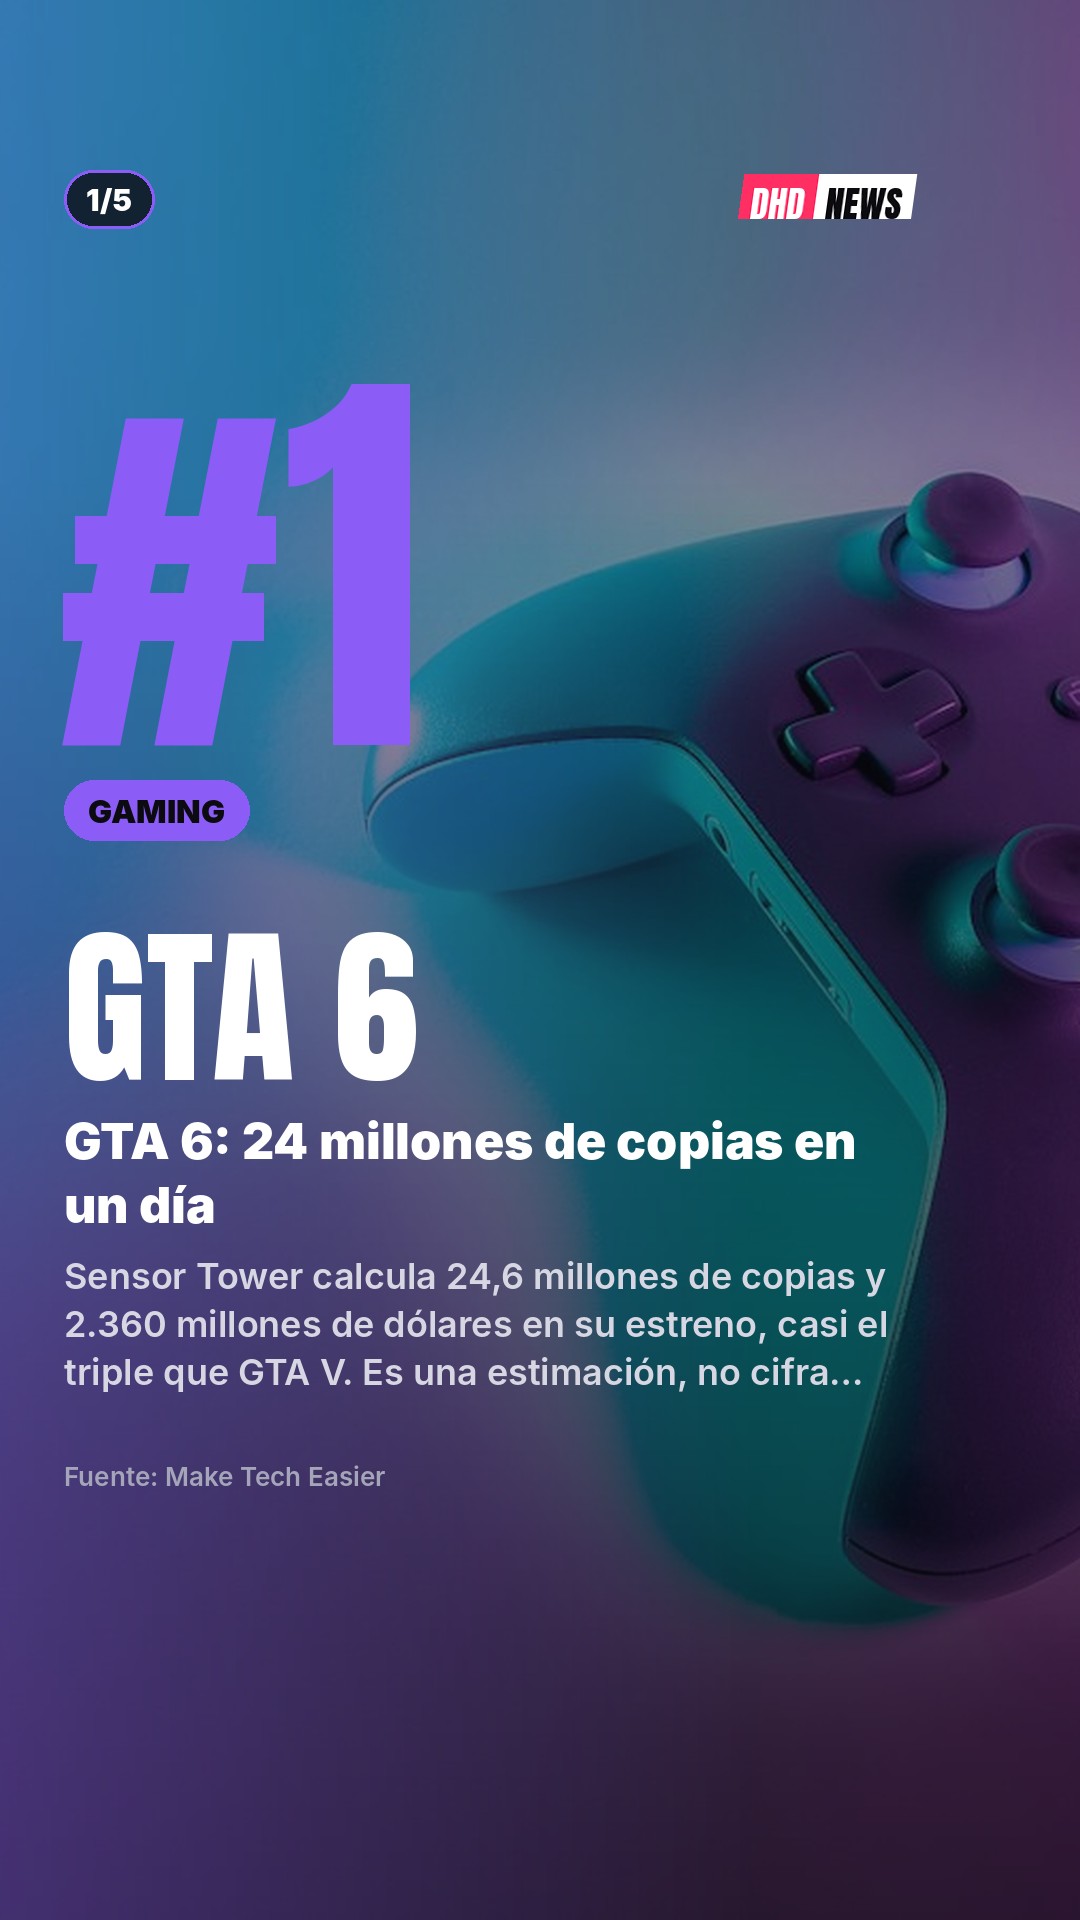 1/5
DHD NEWS
#1
GAMING
GTA 6
GTA 6: 24 millones de copias en
un día
Sensor Tower calcula 24,6 millones de copias y
2.360 millones de dólares en su estreno, casi el
triple que GTA V. Es una estimación, no cifra...
Fuente: Make Tech Easier